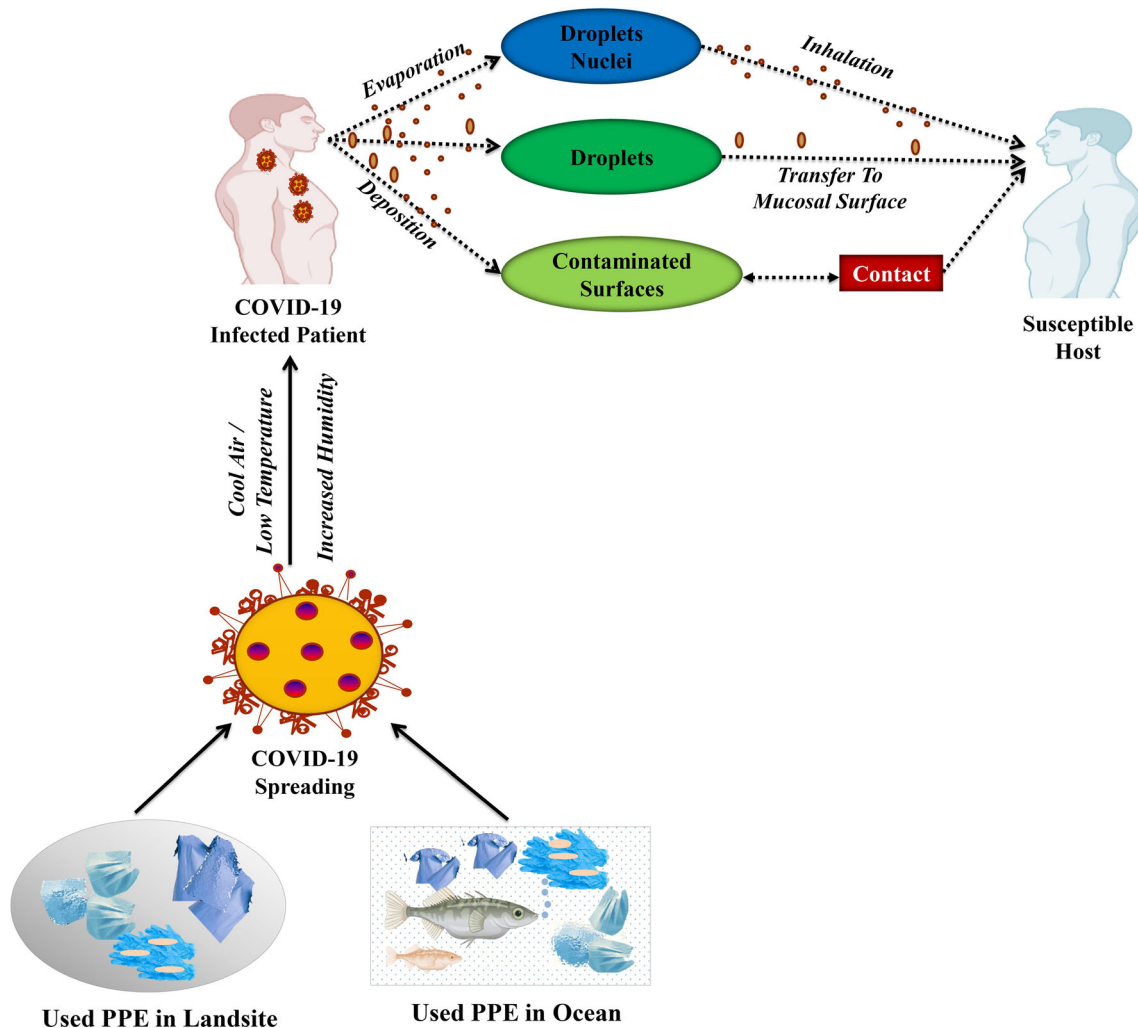 Droplets
Nuclei
Evaporation
Inhalation
Droplets
Transfer To
Mucosal Surface
Deposition
Contaminated
Surfaces
Contact
COVID-19
Infected Patient
Susceptible
Host
Cool Air /
Low Temperature
Increased Humidity
COVID-19
Spreading
Used PPE in Landsite
Used PPE in Ocean